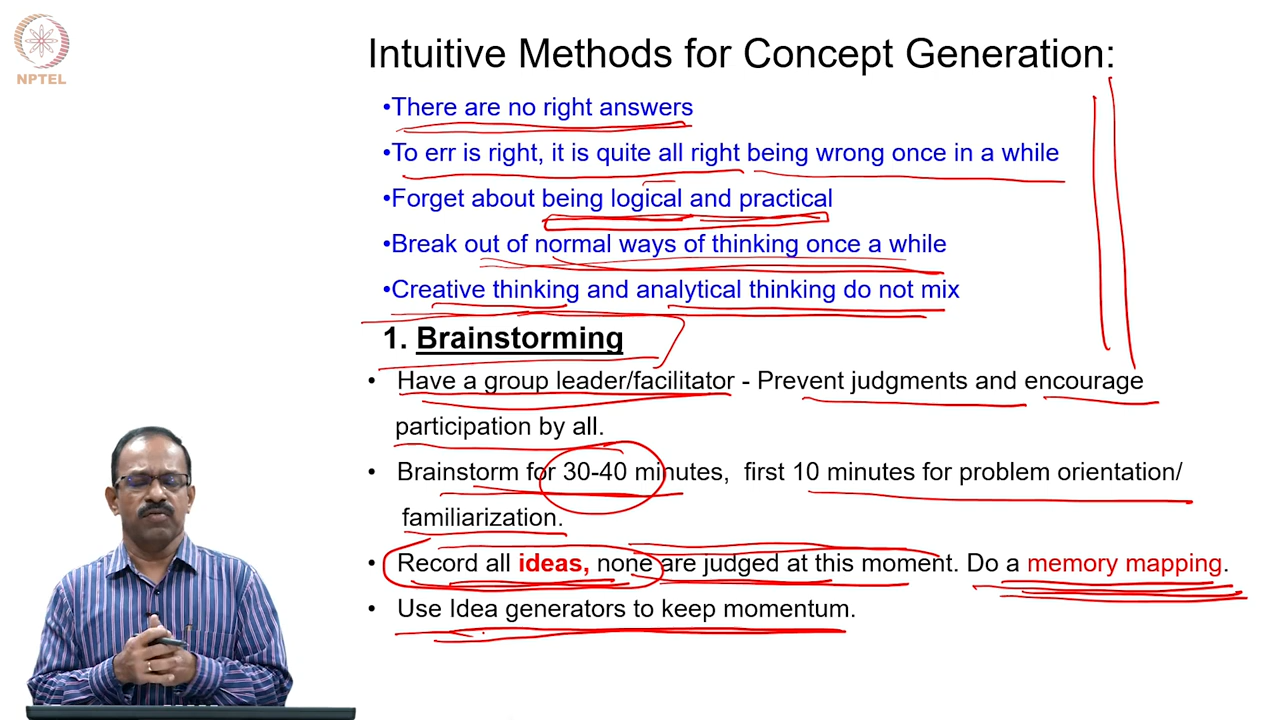 NPTEL
Intuitive Methods for Concept Generation:
•There are no right answers
•To err is right, it is quite all right being wrong once in a while
•Forget about being logical and practical
•Break out of normal ways of thinking once a while
•Creative thinking and analytical thinking do not mix
1. Brainstorming
• Have a group leader/facilitator - Prevent judgments and encourage
participation by all.
• Brainstorm for 30-40 minutes, first 10 minutes for problem orientation/
familiarization.
• Record all ideas, none are judged at this moment. Do a memory mapping.
• Use Idea generators to keep momentum.